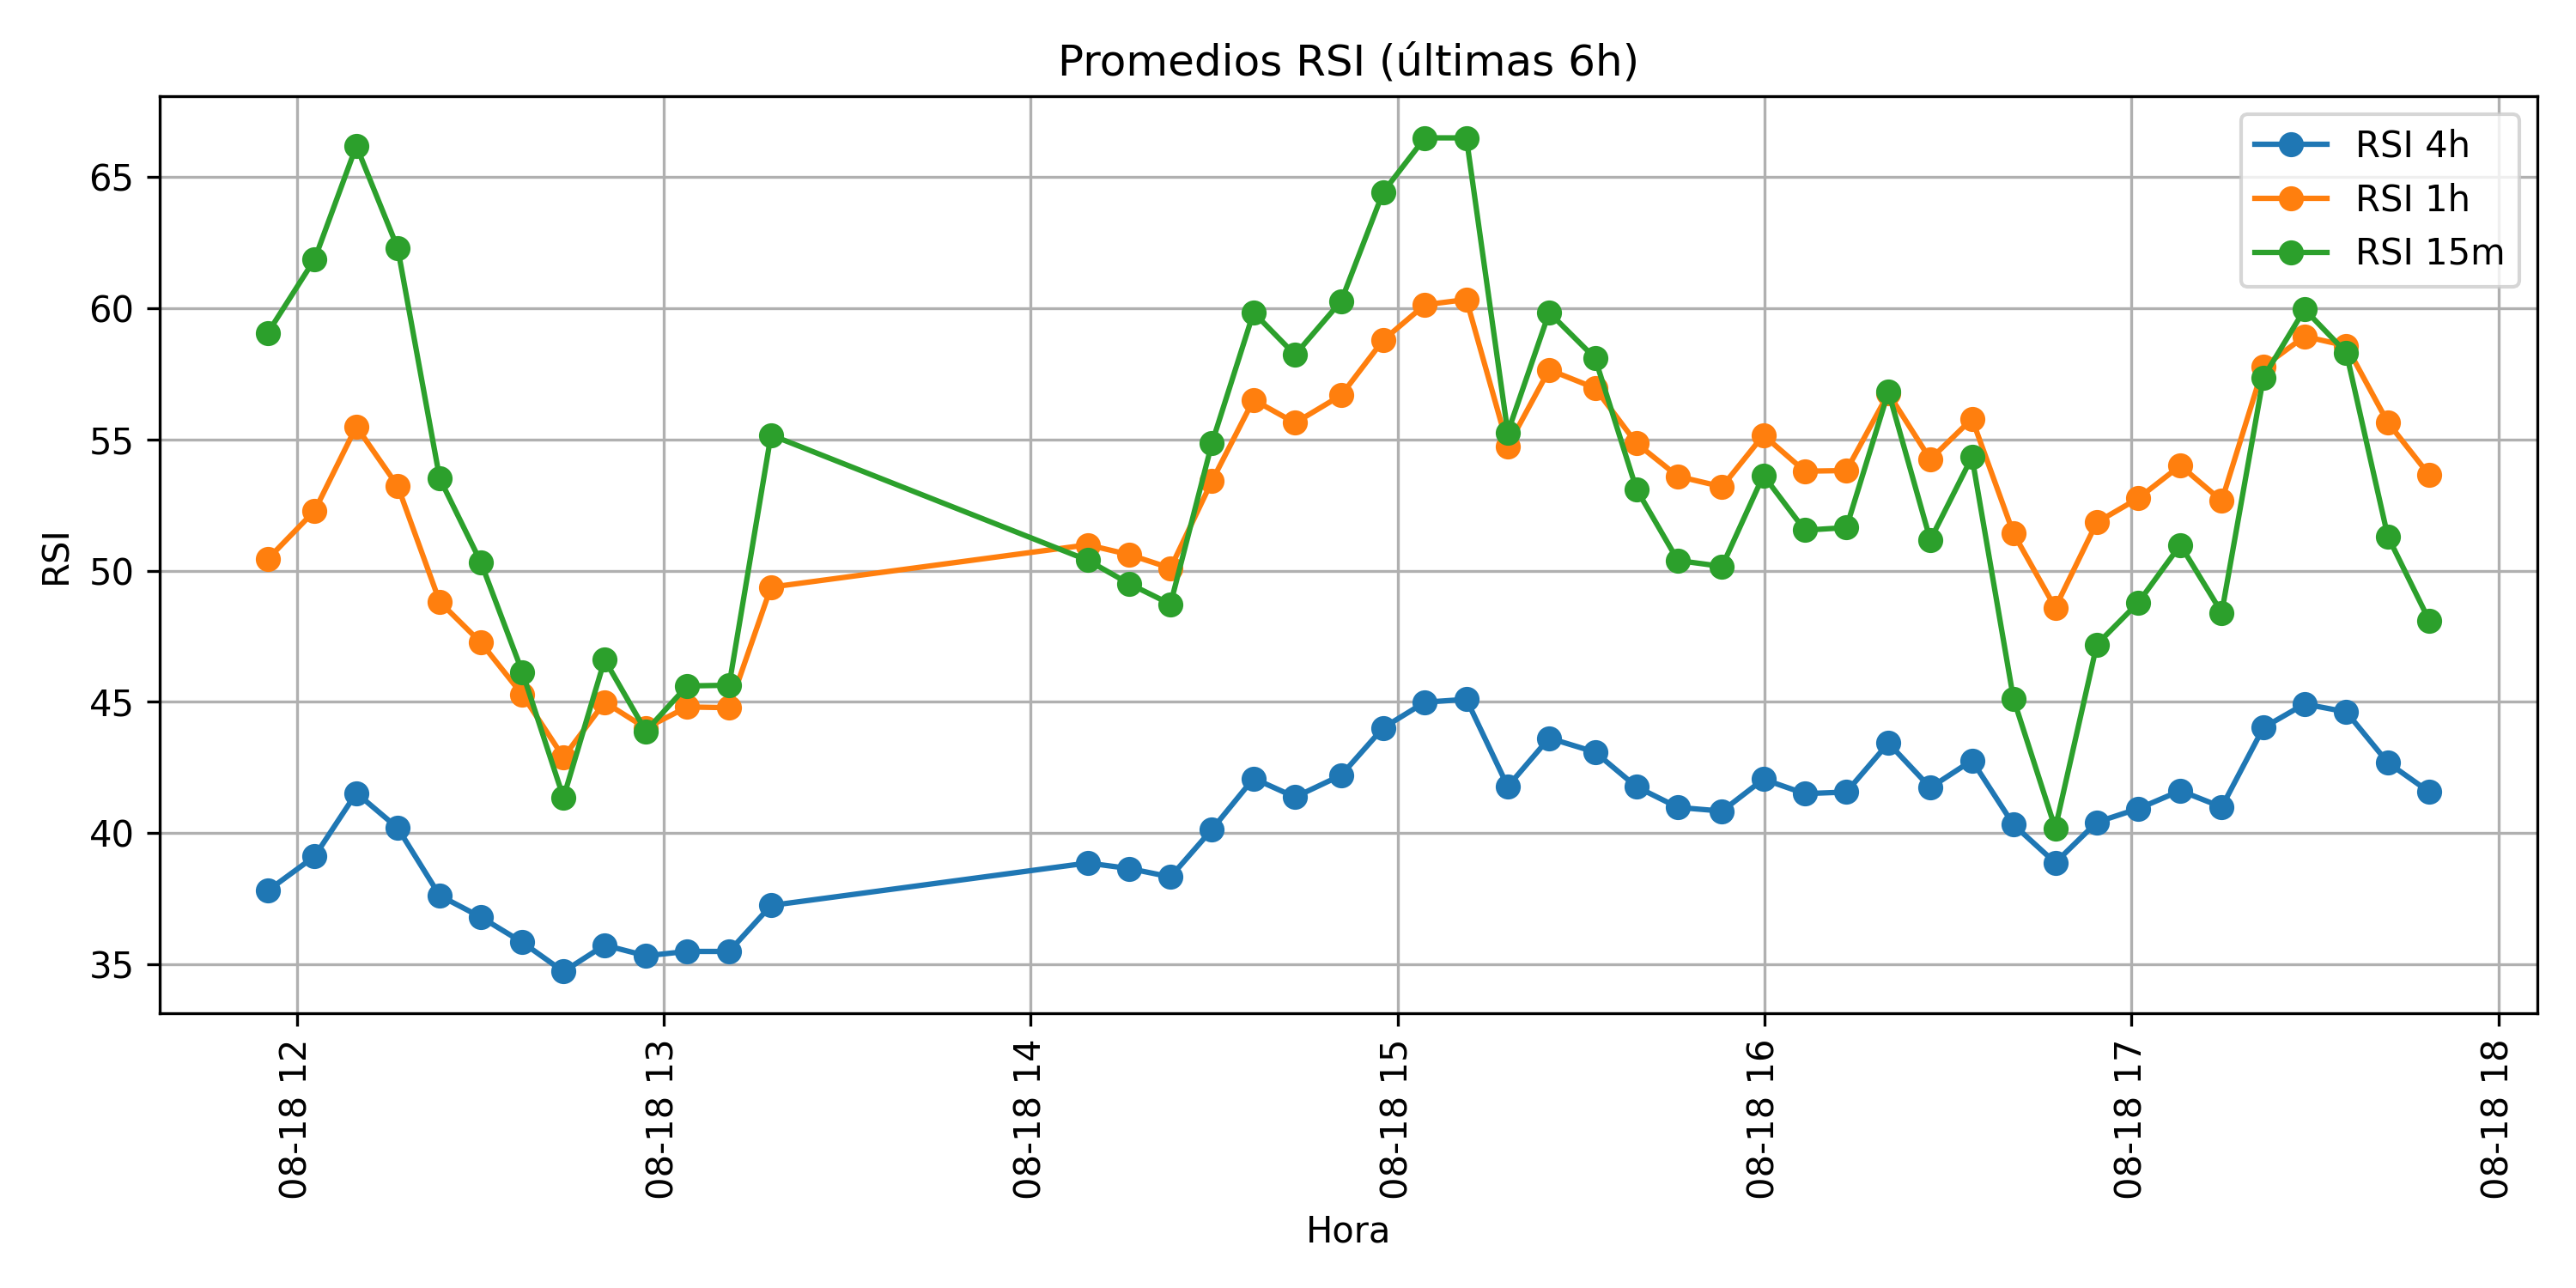 Promedios RSI (últimas 6h)
RSI 4h
RSI 1h
RSI 15m
RSI
65
60
55
50
45
40
35
08-18 12
08-18 13
08-18 14
08-18 15
08-18 16
08-18 17
08-18 18
Hora